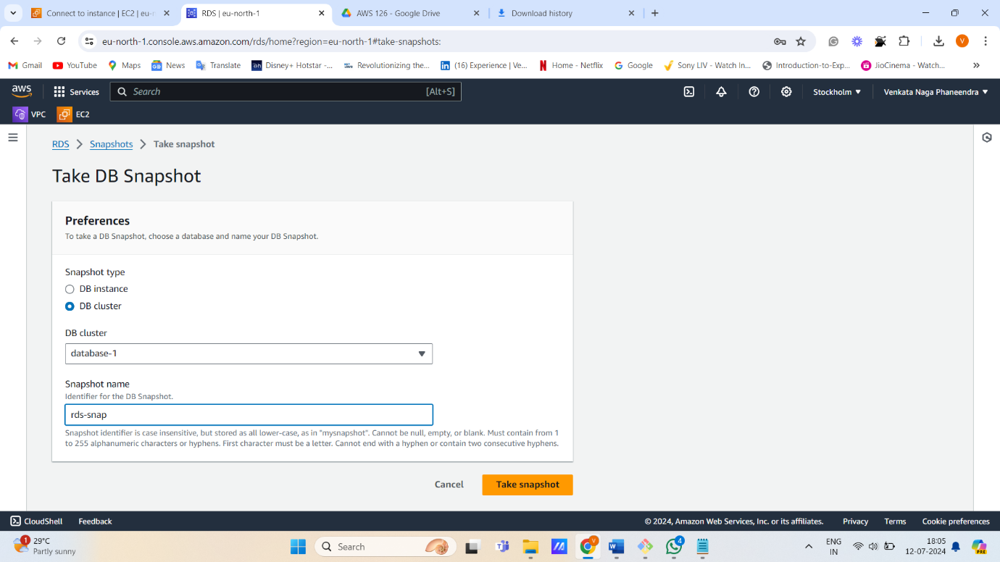 Connect to instance | EC2 | eu-n
RDS | eu-north-1
AWS 126 - Google Drive
Download history
eu-north-1.console.aws.amazon.com/rds/home?region=eu-north-1#take-snapshots:
V
Gmail
YouTube
Maps
News
Translate
Disney+ Hotstar -...
Revolutionizing the...
(16) Experience | Ve...
Home - Netflix
Google
Sony LIV - Watch In...
Introduction-to-Exp...
JioCinema - Watch...
aws
Services
Search
[Alt+S]
Stockholm
Venkata Naga Phaneendra
VPC
EC2
RDS
Snapshots
Take snapshot
Take DB Snapshot
Preferences
To take a DB Snapshot, choose a database and name your DB Snapshot.
Snapshot type
DB instance
DB cluster
DB cluster
database-1
Snapshot name
Identifier for the DB Snapshot.
rds-snap
Snapshot identifier is case insensitive, but stored as all lower-case, as in "mysnapshot". Cannot be null, empty, or blank. Must contain from 1
to 255 alphanumeric characters or hyphens. First character must be a letter. Cannot end with a hyphen or contain two consecutive hyphens.
Cancel
Take snapshot
CloudShell
Feedback
© 2024, Amazon Web Services, Inc. or its affiliates.
Privacy
Terms
Cookie preferences
1
29°C
Partly sunny
Search
V
4
ENG
IN
18:05
12-07-2024
PRE